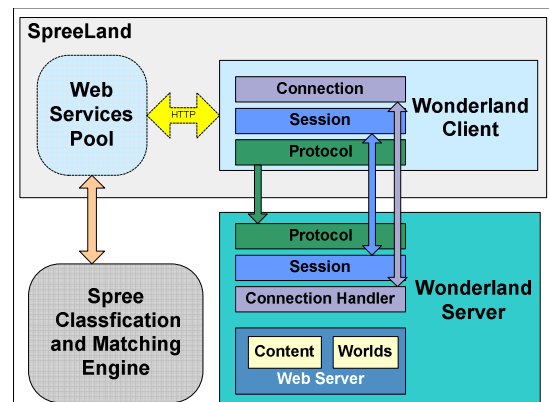 SpreeLand
Web
Services
Pool
HTTP
Connection
Session
Protocol
Wonderland
Client
Protocol
Session
Connection Handler
Wonderland
Server
Content
Worlds
Web Server
Spree
Classfication
and Matching
Engine